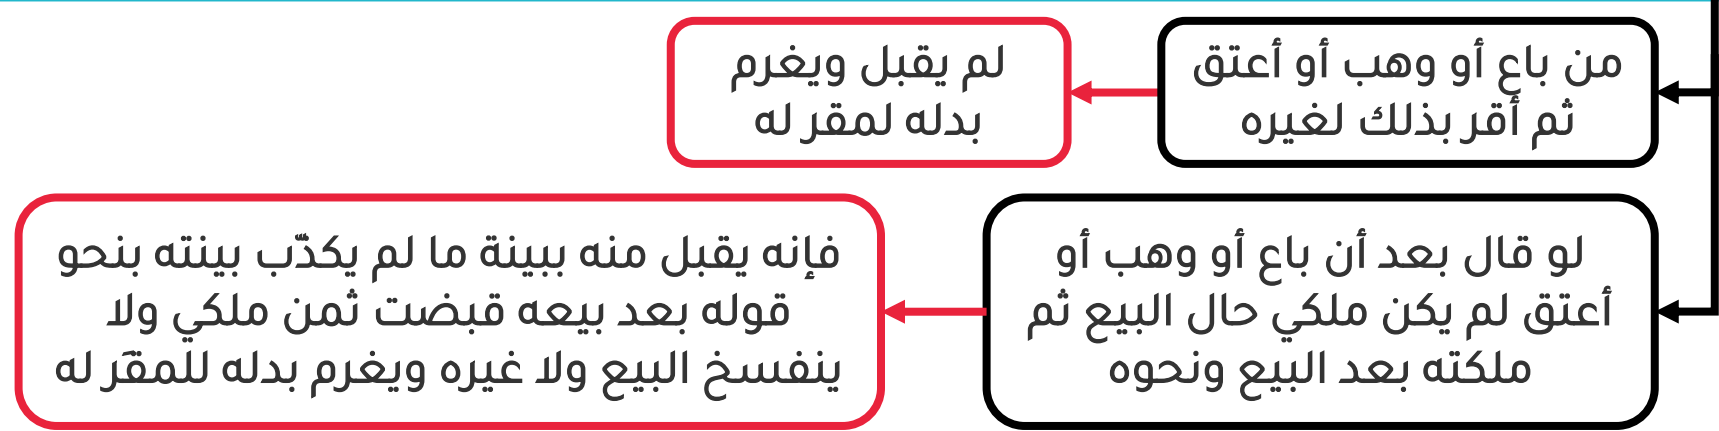 من باع أو وهب أو أعتق
ثم أقر بذلك لغيره
لم يقبل ويغرم
بدله لمقر له
لو قال بعد أن باع أو وهب أو
أعتق لم يكن ملكي حال البيع ثم
ملكته بعد البيع ونحوه
فإنه يقبل منه ببينة ما لم يكذّب بينته بنحو
قوله بعد بيعه قبضت ثمن ملكي ولا
ينفسخ البيع ولا غيره ويغرم بدله للمقَر له